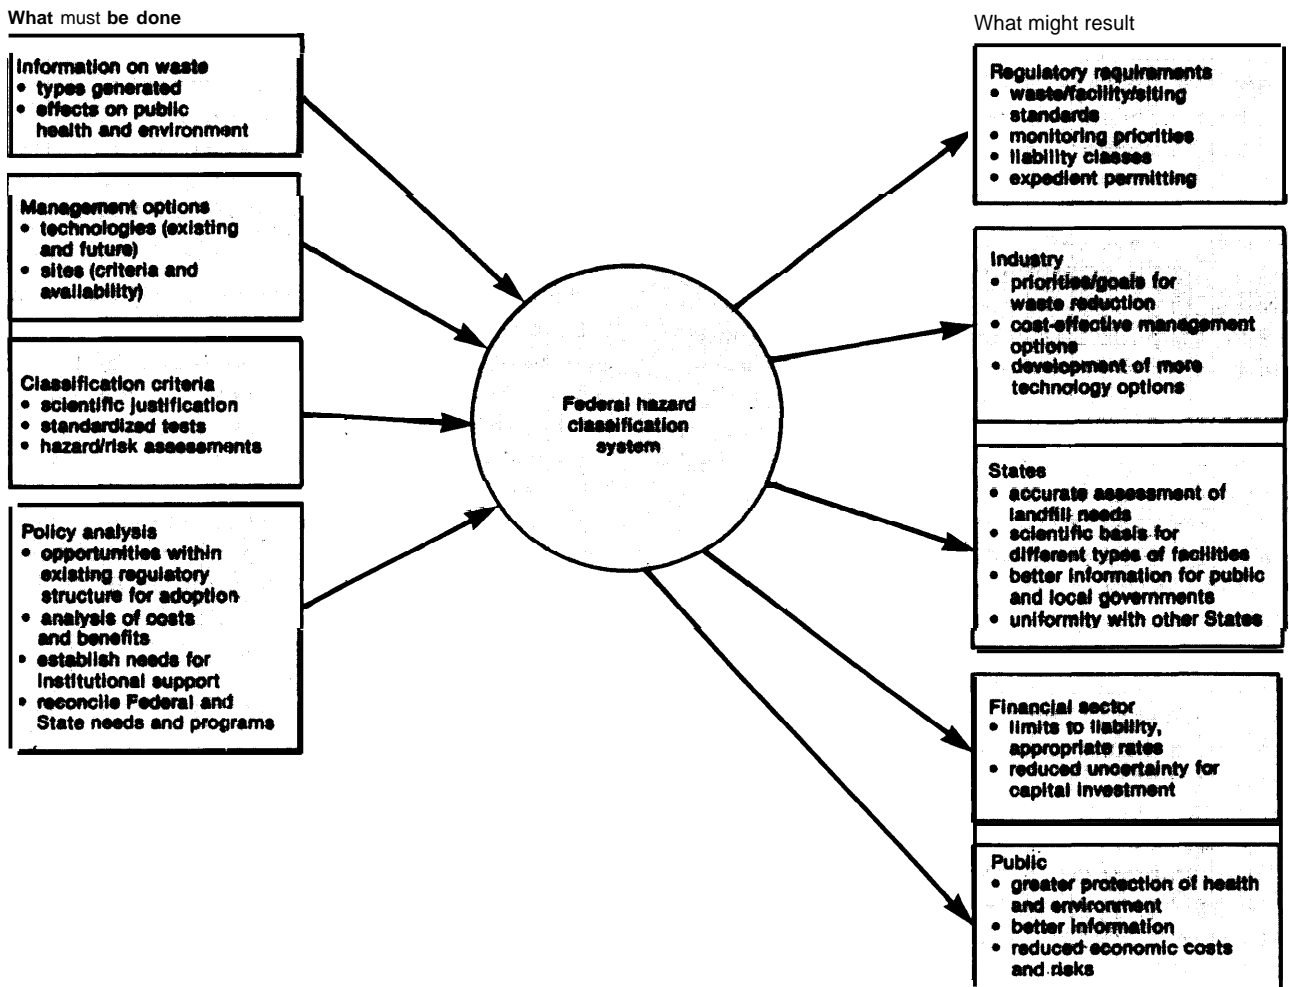 What must be done
Information on waste
• types generated
• effects on public
health and environment
Management options
• technologies (existing
and future)
• sites (criteria and
availability)
Classification criteria
• scientific justification
• standardized tests
• hazard/risk assessments
Policy analysis
• opportunities within
existing regulatory
structure for adoption
• analysis of costs
and benefits
• establish needs for
institutional support
• reconcile Federal and
State needs and programs
Federal hazard
classification
system
What might result
Regulatory requirements
• waste/facility/siting
standards
• monitoring priorities
• liability classes
• expedient permitting
Industry
• priorities/goals for
waste reduction
• cost-effective management
options
• development of more
technology options
States
• accurate assessment of
landfill needs
• scientific basis for
different types of facilities
• better information for public
and local governments
• uniformity with other States
Financial sector
• limits to liability,
appropriate rates
• reduced uncertainty for
capital investment
Public
• greater protection of health
and environment
• better information
• reduced economic costs
and risks